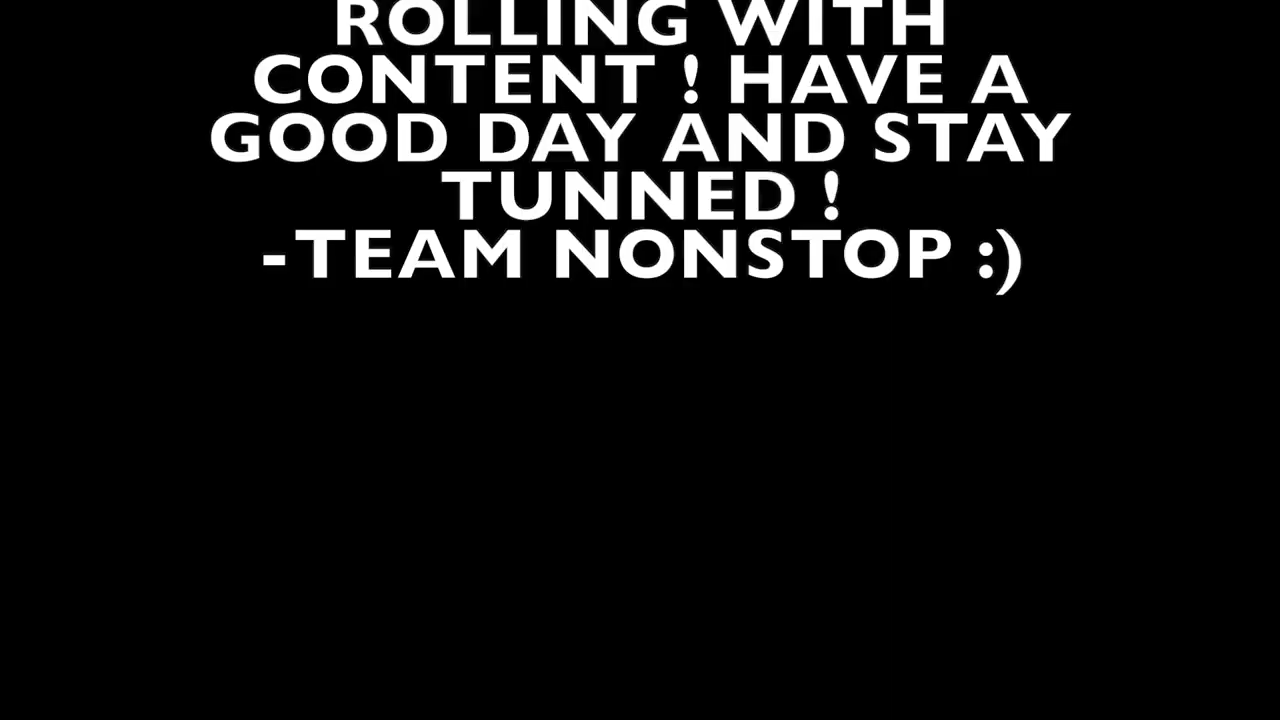 ROLLING WITH
CONTENT ! HAVE A
GOOD DAY AND STAY
TUNNED !
-TEAM NONSTOP :)